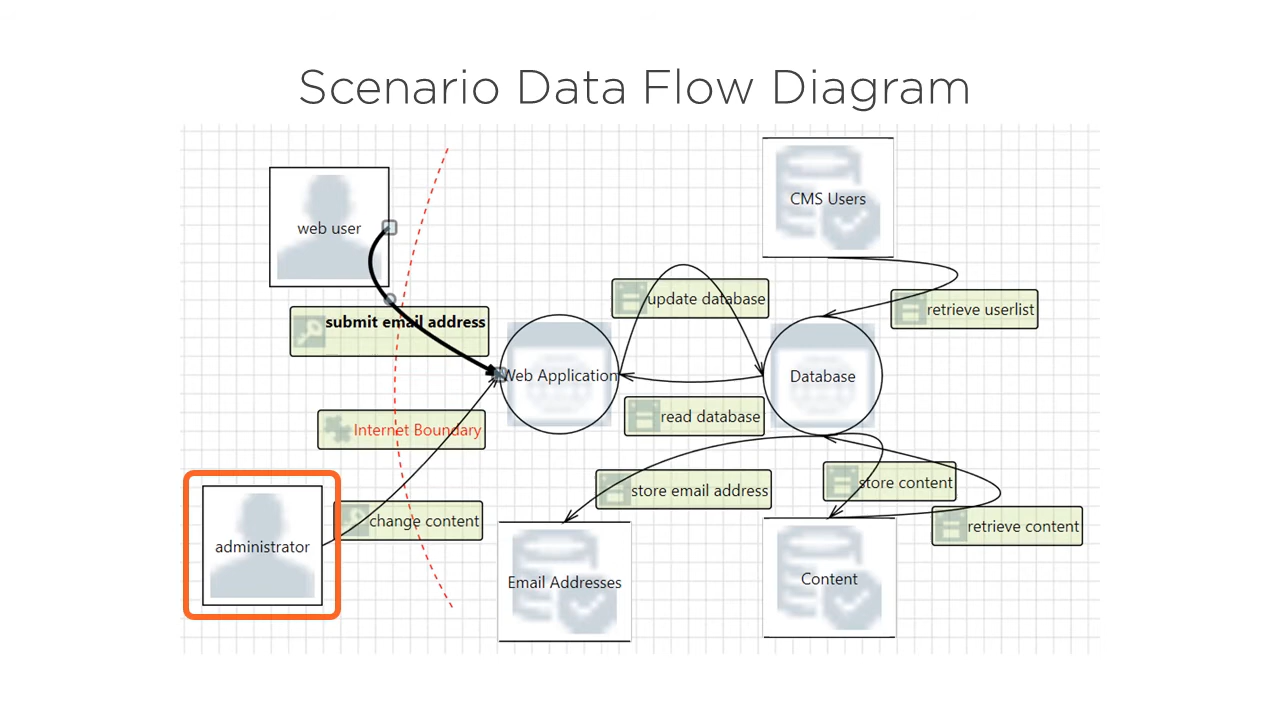 Scenario Data Flow Diagram
CMS Users
web user
update database
retrieve userlist
submit email address
Web Application
Database
read database
Internet Boundary
store content
store email address
change content
retrieve content
administrator
Email Addresses
Content